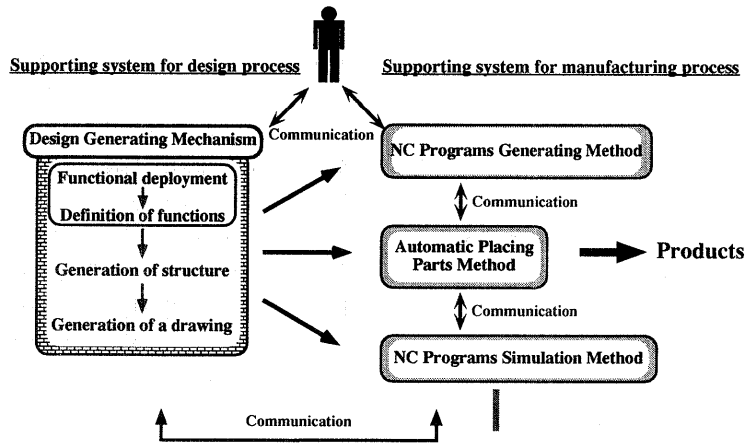 Supporting system for design process
Supporting system for manufacturing process
Communication
Design Generating Mechanism
Functional deployment
Definition of functions
Generation of structure
Generation of a drawing
NC Programs Generating Method
Communication
Automatic Placing
Parts Method
Products
Communication
NC Programs Simulation Method
Communication